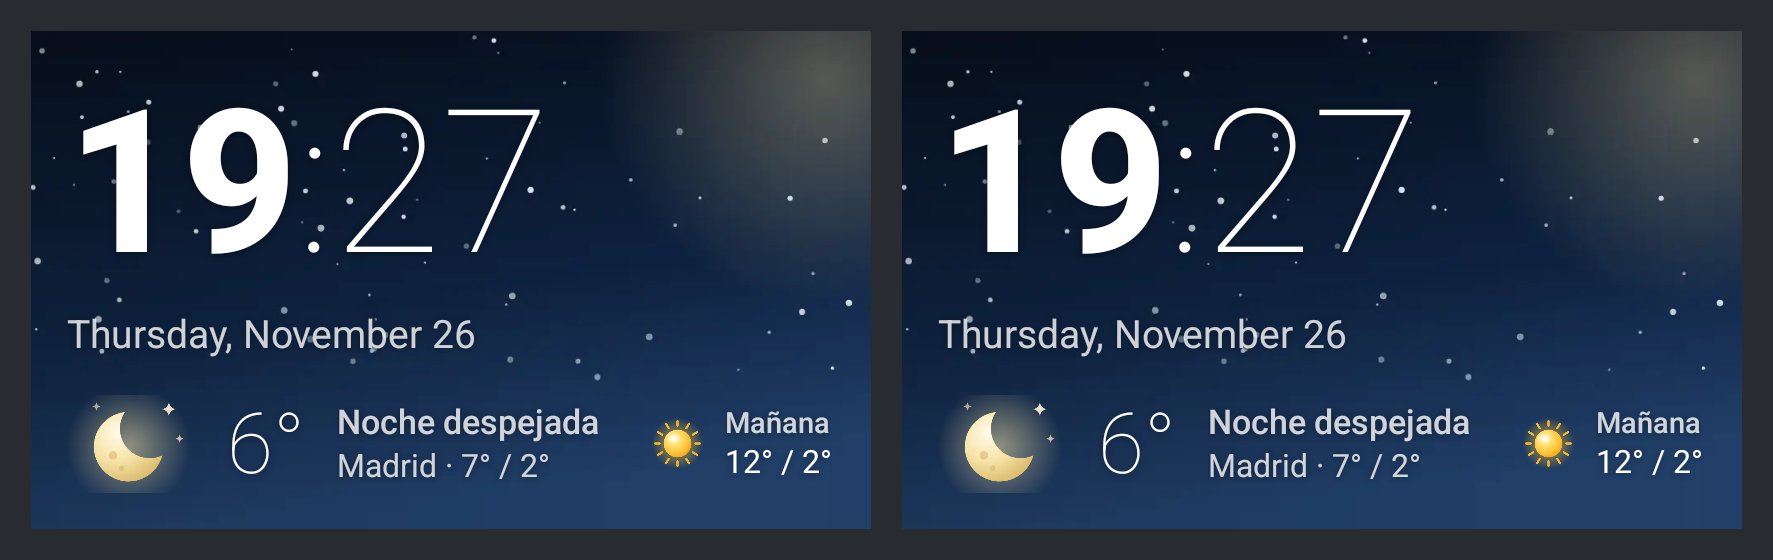 19:27
Thursday, November 26
6°
Noche despejada
Madrid · 7° / 2°
Mañana
12° / 2°
19:27
Thursday, November 26
6°
Noche despejada
Madrid · 7° / 2°
Mañana
12° / 2°